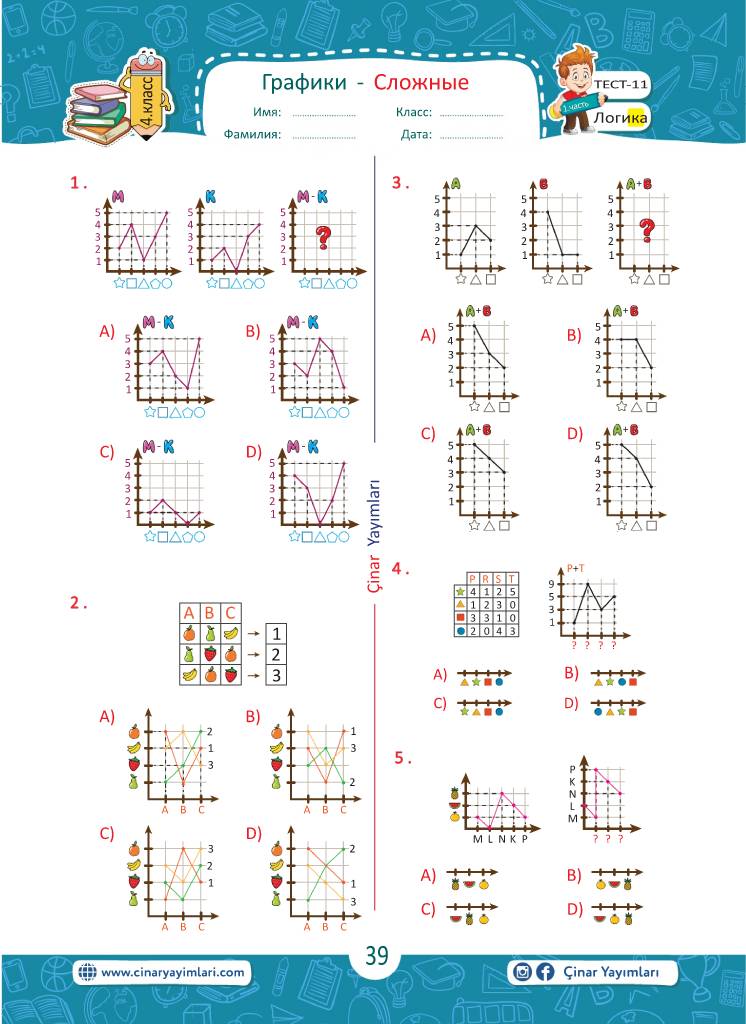 Графики - Сложные
4.класс
Имя: ..................
Класс: ..................
Фамилия: ..................
Дата: ..................
ТЕСТ-11
1.часть
Логика
1.
M
5
4
3
2
1
K
5
4
3
2
1
M - K
5
4
3
2
1
?
A)
M - K
5
4
3
2
1
B)
M - K
5
4
3
2
1
C)
M - K
5
4
3
2
1
D)
M - K
5
4
3
2
1
2.
A B C
1
2
3
A)
2
1
3
A B C
B)
1
3
2
A B C
C)
3
2
1
A B C
D)
2
1
3
A B C
Çinar Yayımları
3.
А
5
4
3
2
1
Б
5
4
3
2
1
А + Б
5
4
3
2
1
?
A)
А + Б
5
4
3
2
1
B)
А + Б
5
4
3
2
1
C)
А + Б
5
4
3
2
1
D)
А + Б
5
4
3
2
1
4.
P R S T
4 1 2 5
1 2 3 0
3 3 1 0
2 0 4 3
P+T
9
5
3
1
? ? ? ?
A)
B)
C)
D)
5.
M L N K P
P
K
N
L
M
? ? ?
A)
B)
C)
D)
39
www.cinaryayimlari.com
Çinar Yayımları